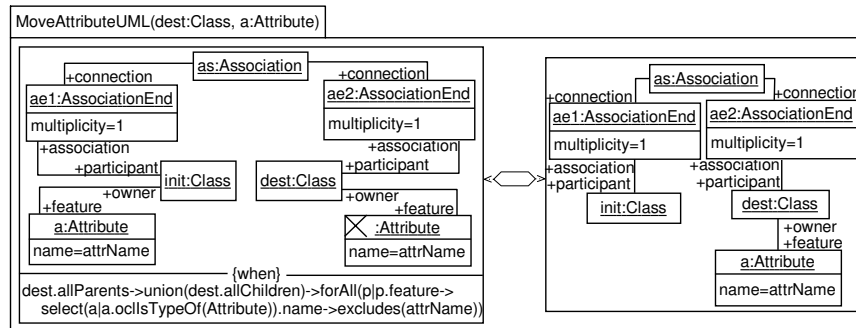 MoveAttributeUML(dest:Class, a:Attribute)
as:Association
+connection
+connection
ae1:AssociationEnd
multiplicity=1
ae2:AssociationEnd
multiplicity=1
+association
+participant
+association
+participant
init:Class
dest:Class
+owner
+feature
+owner
+feature
a:Attribute
name=attrName
:Attribute
name=attrName
{when}
dest.allParents->union(dest.allChildren)->forAll(p|p.feature->
select(a|a.oclIsTypeOf(Attribute)).name->excludes(attrName))
as:Association
+connection
+connection
ae1:AssociationEnd
multiplicity=1
ae2:AssociationEnd
multiplicity=1
+association
+participant
+association
+participant
init:Class
dest:Class
+owner
+feature
a:Attribute
name=attrName